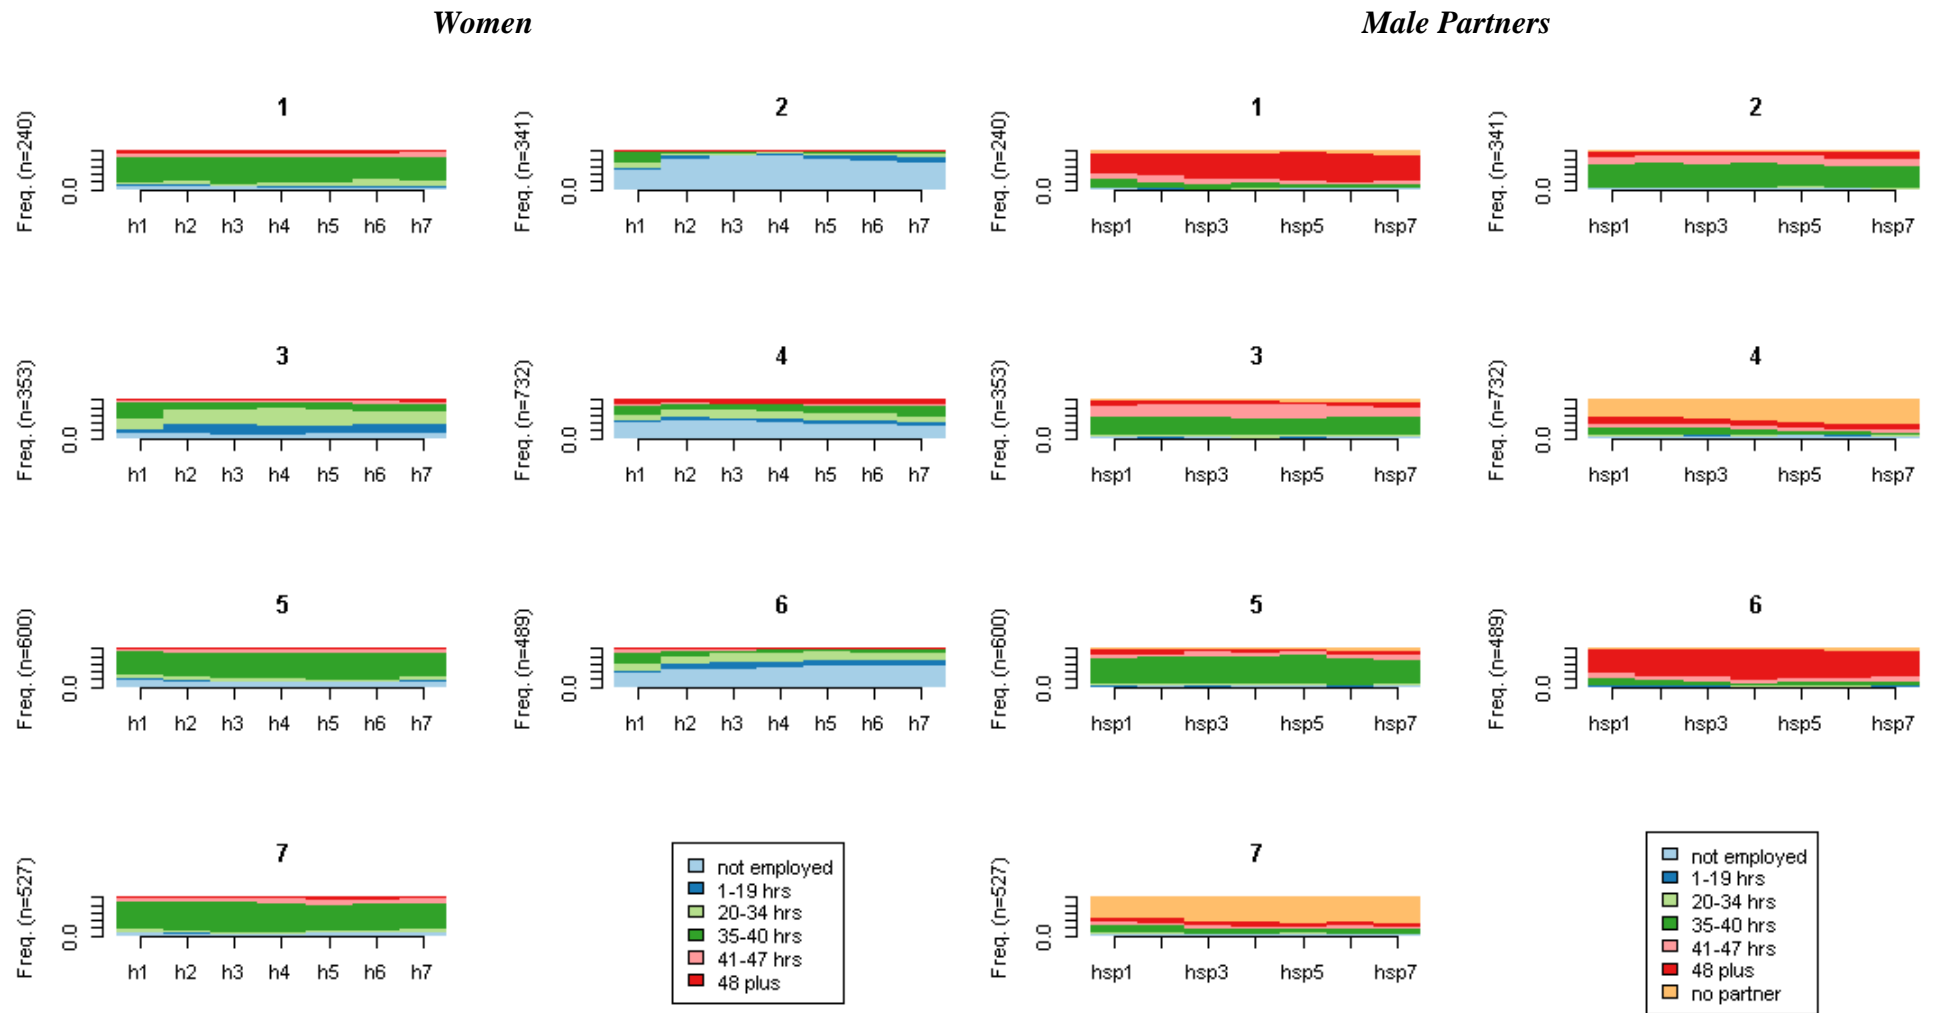 Women
Male Partners
1
Freq. (n=240)
0.0
h1 h2 h3 h4 h5 h6 h7
2
Freq. (n=341)
0.0
h1 h2 h3 h4 h5 h6 h7
1
Freq. (n=240)
0.0
hsp1 hsp3 hsp5 hsp7
2
Freq. (n=341)
0.0
hsp1 hsp3 hsp5 hsp7
3
Freq. (n=353)
0.0
h1 h2 h3 h4 h5 h6 h7
4
Freq. (n=732)
0.0
h1 h2 h3 h4 h5 h6 h7
3
Freq. (n=353)
0.0
hsp1 hsp3 hsp5 hsp7
4
Freq. (n=732)
0.0
hsp1 hsp3 hsp5 hsp7
5
Freq. (n=600)
0.0
h1 h2 h3 h4 h5 h6 h7
6
Freq. (n=489)
0.0
h1 h2 h3 h4 h5 h6 h7
5
Freq. (n=600)
0.0
hsp1 hsp3 hsp5 hsp7
6
Freq. (n=489)
0.0
hsp1 hsp3 hsp5 hsp7
7
Freq. (n=527)
0.0
h1 h2 h3 h4 h5 h6 h7
not employed
1-19 hrs
20-34 hrs
35-40 hrs
41-47 hrs
48 plus
7
Freq. (n=527)
0.0
hsp1 hsp3 hsp5 hsp7
not employed
1-19 hrs
20-34 hrs
35-40 hrs
41-47 hrs
48 plus
no partner